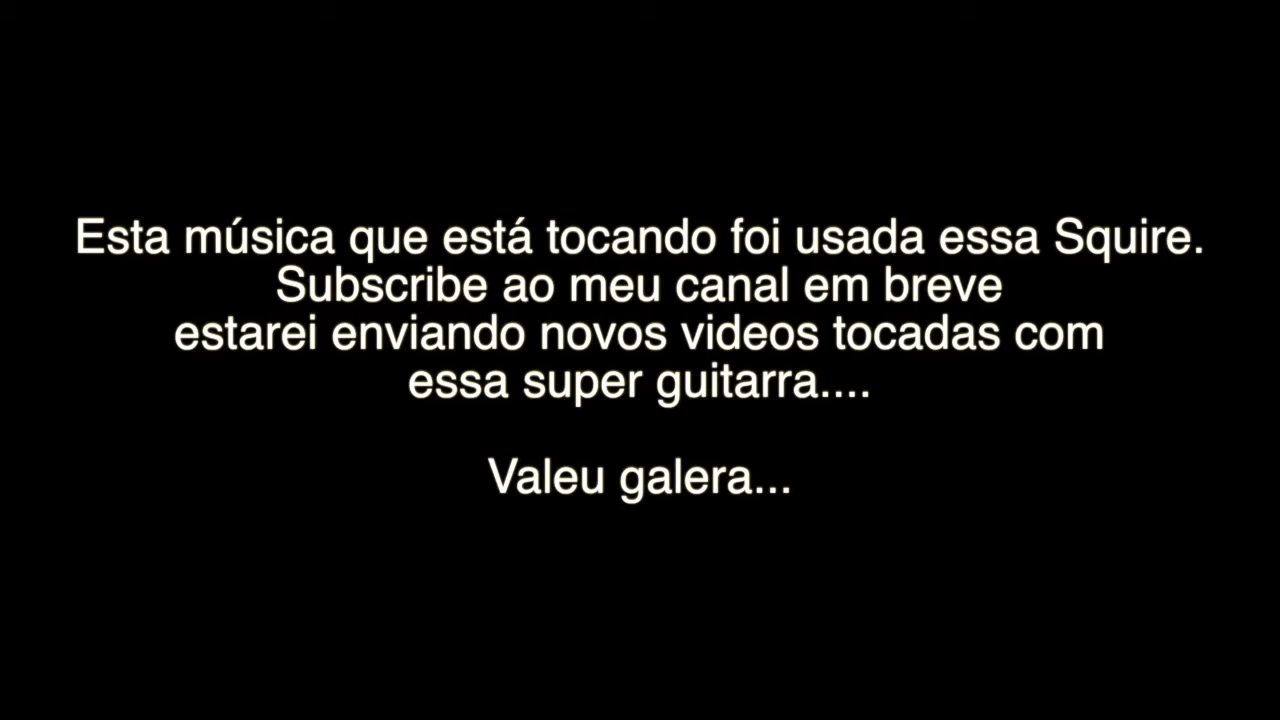 Esta música que está tocando foi usada essa Squire.
Subscribe ao meu canal em breve
estarei enviando novos videos tocadas com
essa super guitarra....
Valeu galera...